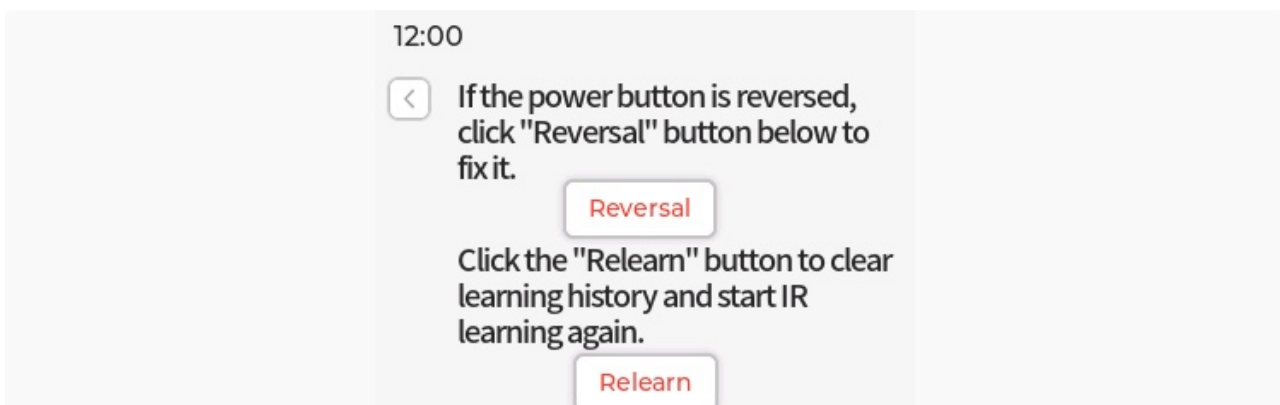 12:00
If the power button is reversed,
click "Reversal" button below to
fix it.
Reversal
Click the "Relearn" button to clear
learning history and start IR
learning again.
Relearn